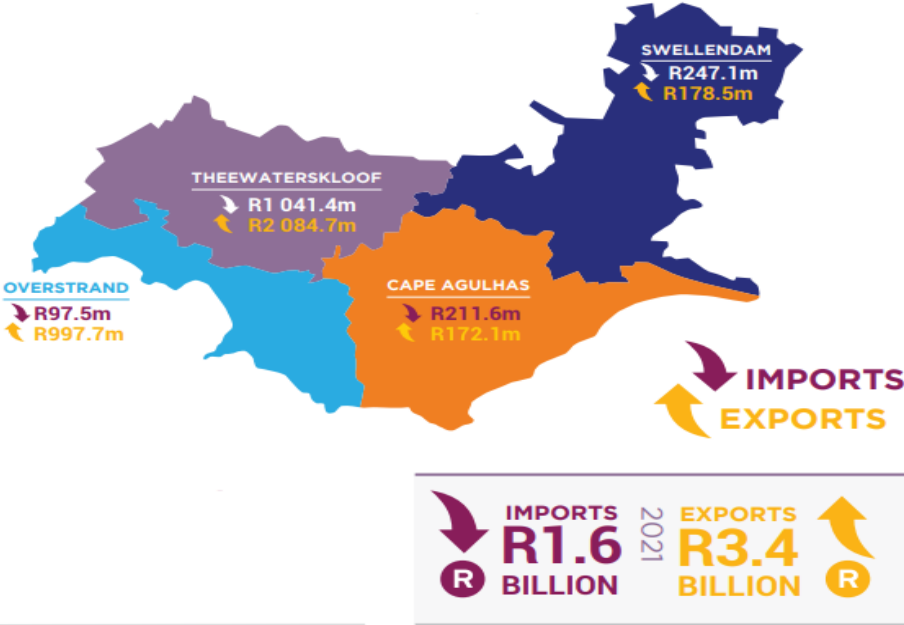 SWELLENDAM
R247.1m
R178.5m
THEEWATERSKLOOF
R1 041.4m
R2 084.7m
OVERSTRAND
R97.5m
R997.7m
CAPE AGULHAS
R211.6m
R172.1m
IMPORTS
EXPORTS
IMPORTS
R1.6
BILLION
R
2021
EXPORTS
R3.4
BILLION
R